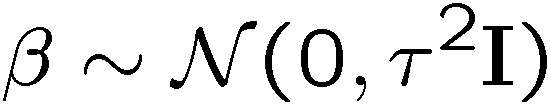 β ∼ 𝒩(0, τ²𝐈)